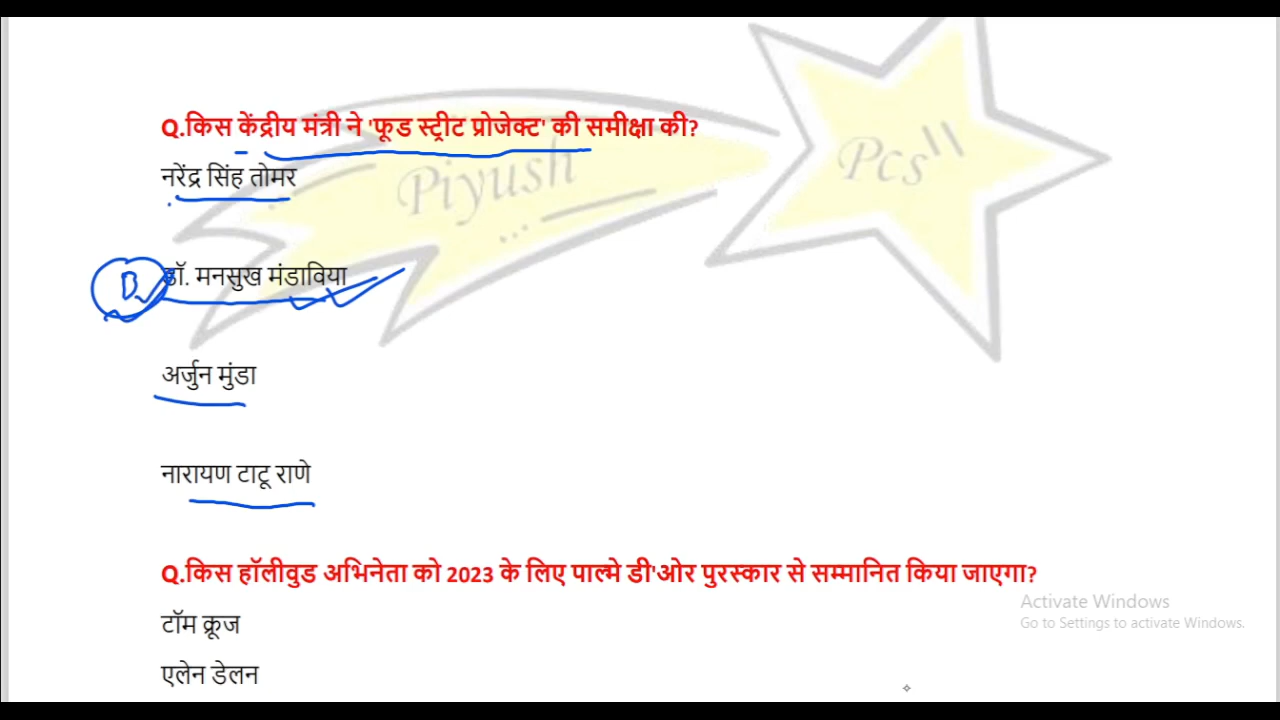 Q.किस केंद्रीय मंत्री ने 'फूड स्ट्रीट प्रोजेक्ट' की समीक्षा की?
नरेंद्र सिंह तोमर
B डॉ. मनसुख मंडाविया
अर्जुन मुंडा
नारायण टाटू राणे
Q.किस हॉलीवुड अभिनेता को 2023 के लिए पाल्मे डी'ओर पुरस्कार से सम्मानित किया जाएगा?
टॉम क्रूज
एलेन डेलन
Piyush
Pcs
Activate Windows
Go to Settings to activate Windows.